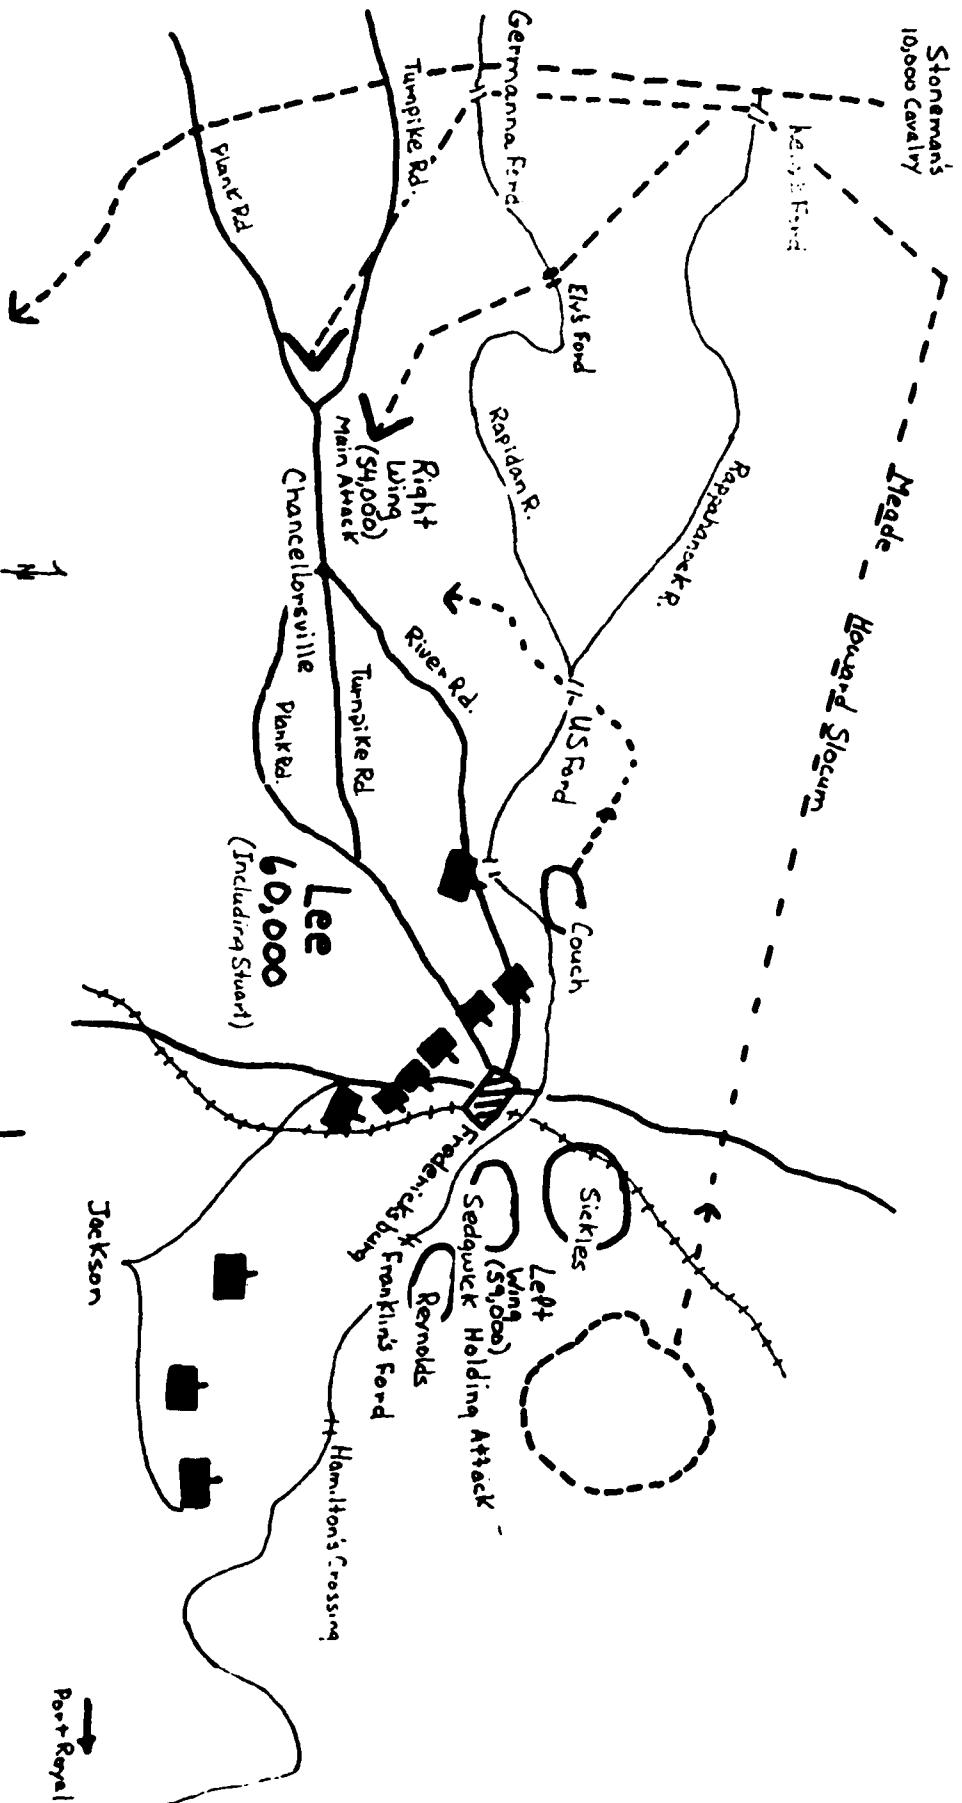 Stoneman's
10,000 Cavalry
Ford
Germanna Ford
Turnpike Rd.
Plank Rd
Ely's Ford
Rapidan R.
Rappahannock R.
Meade Howard Slocum
Right
Wing
(54,000)
Main Attack
Chancellorsville
N
River Rd.
Turnpike Rd
Plank Rd.
US Ford
Couch
Lee
60,000
(Including Stuart)
Fredericksburg
Sickles
Left
Wing
(59,000)
Sedgwick Holding Attack -
Reynolds
Franklin's Ford
Hamilton's Crossing
Jackson
Port Royal